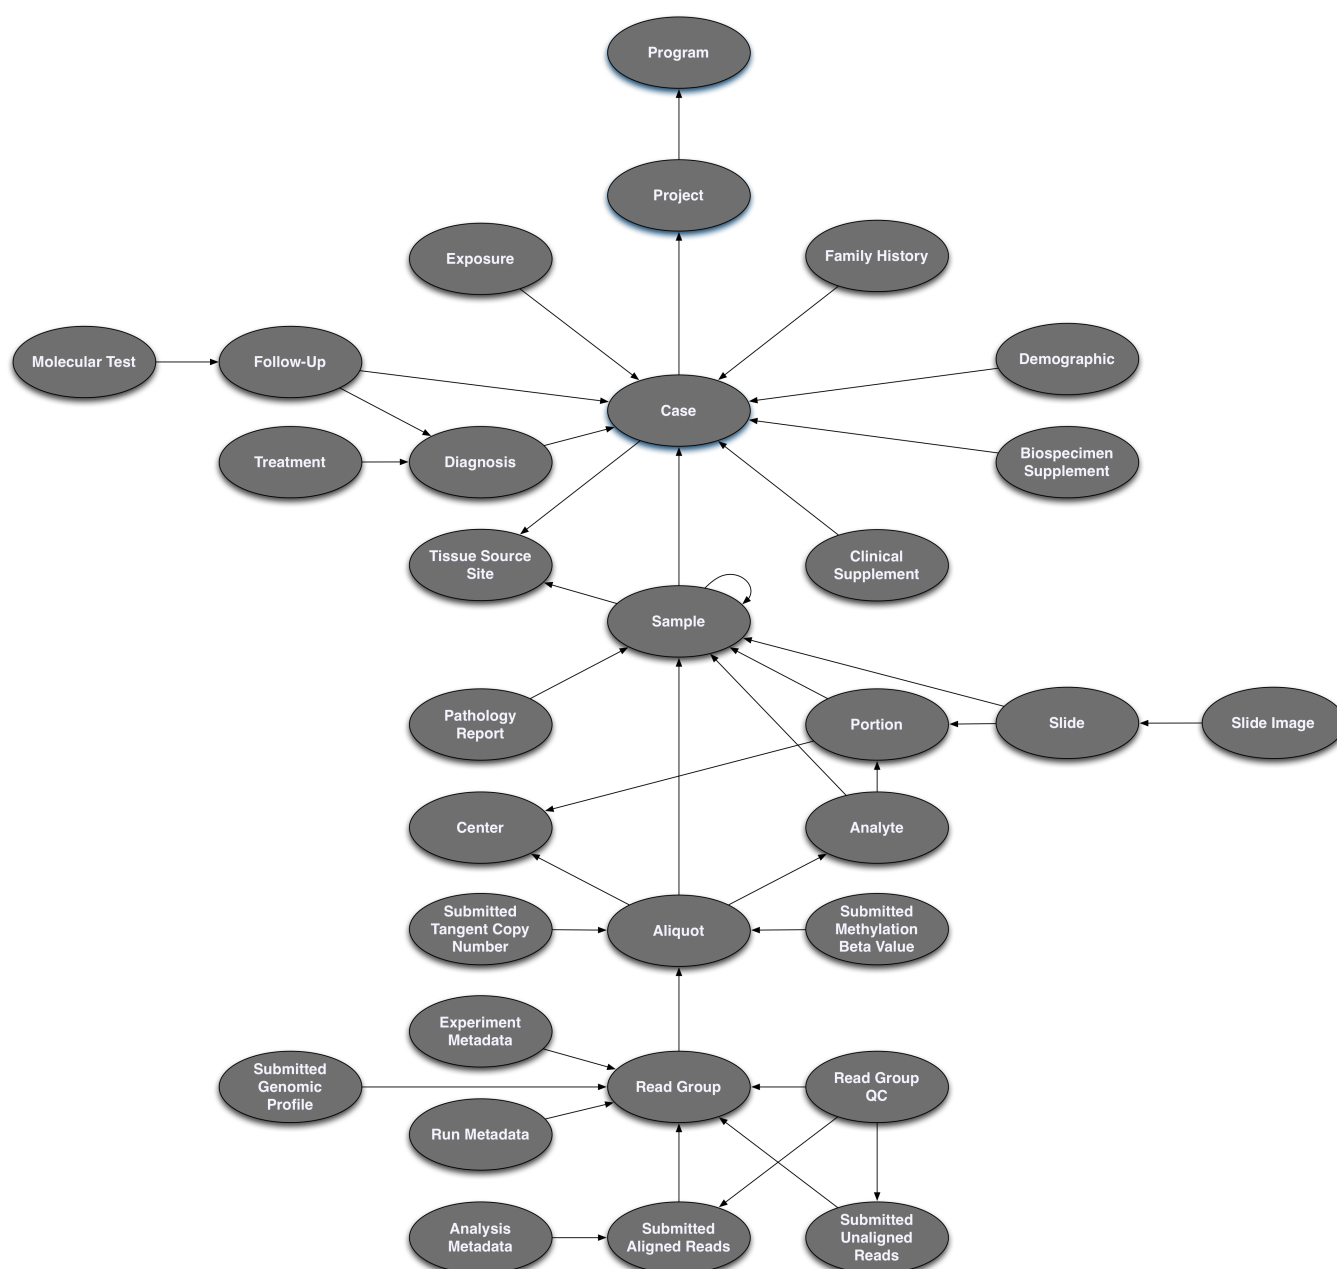 Program
Project
Exposure
Family History
Molecular Test
Follow-Up
Demographic
Case
Treatment
Diagnosis
Biospecimen
Supplement
Tissue Source
Site
Clinical
Supplement
Sample
Pathology
Report
Portion
Slide
Slide Image
Center
Analyte
Submitted
Tangent Copy
Number
Aliquot
Submitted
Methylation
Beta Value
Experiment
Metadata
Submitted
Genomic
Profile
Read Group
Read Group
QC
Run Metadata
Analysis
Metadata
Submitted
Aligned Reads
Submitted
Unaligned
Reads